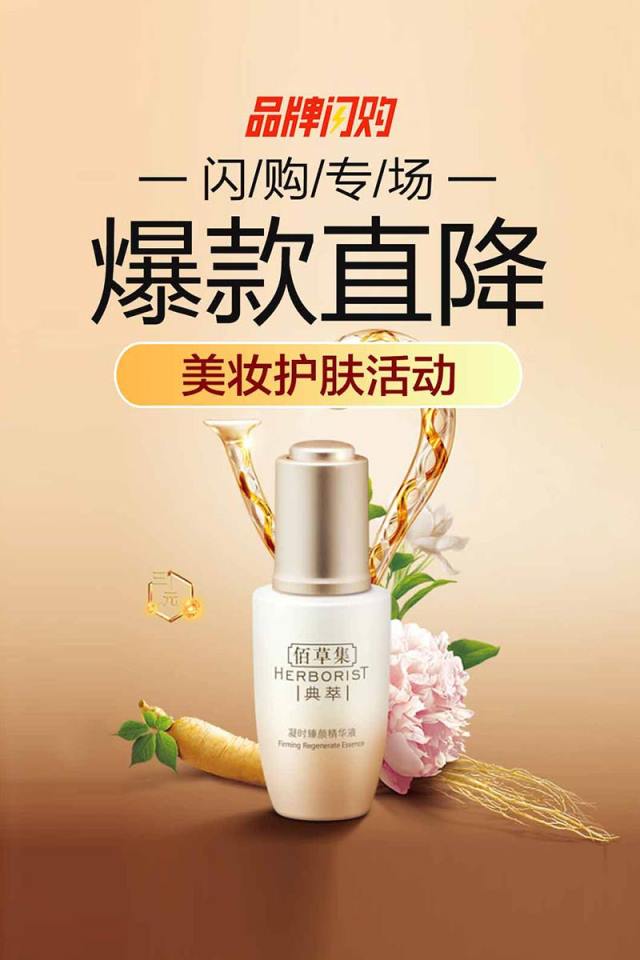 品牌闪购
闪/购/专/场
爆款直降
美妆护肤活动
三
元
佰草集
HERBORIST
典萃
凝时臻颜精华液
Firming Regenerate Essence